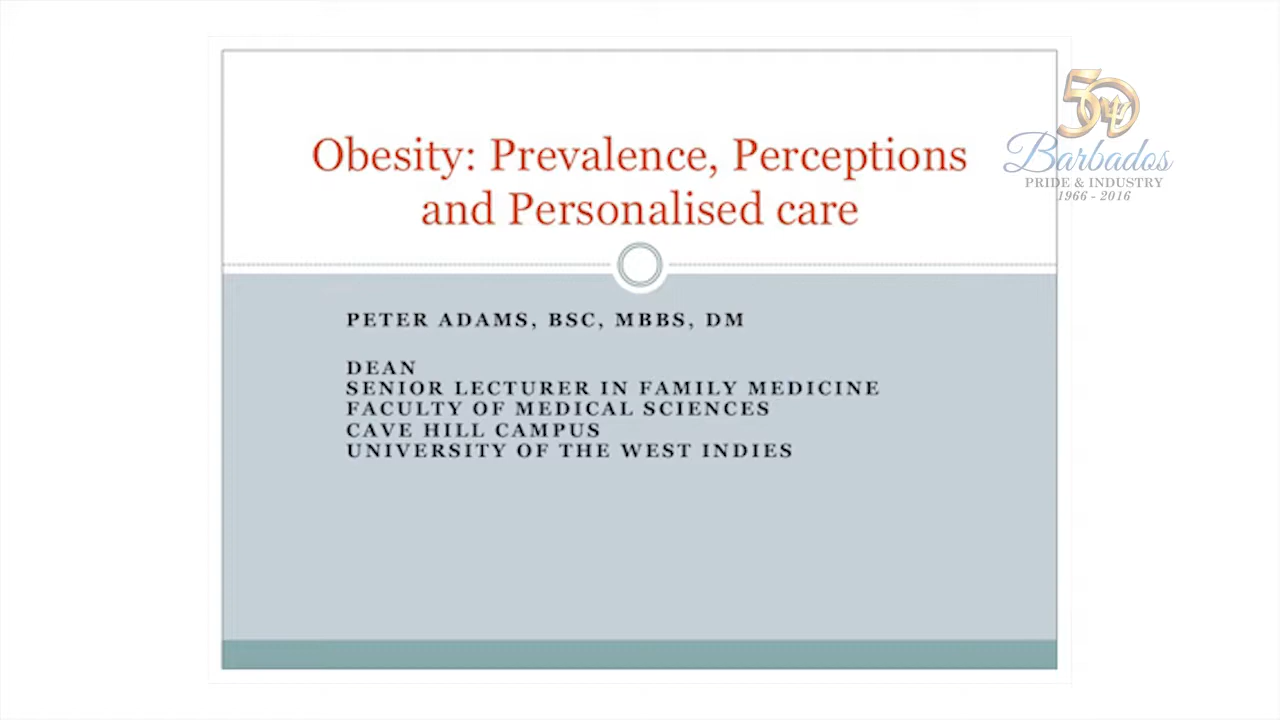 Obesity: Prevalence, Perceptions
and Personalised care
PETER ADAMS, BSC, MBBS, DM
DEAN
SENIOR LECTURER IN FAMILY MEDICINE
FACULTY OF MEDICAL SCIENCES
CAVE HILL CAMPUS
UNIVERSITY OF THE WEST INDIES
50
Barbados
PRIDE & INDUSTRY
1966 - 2016